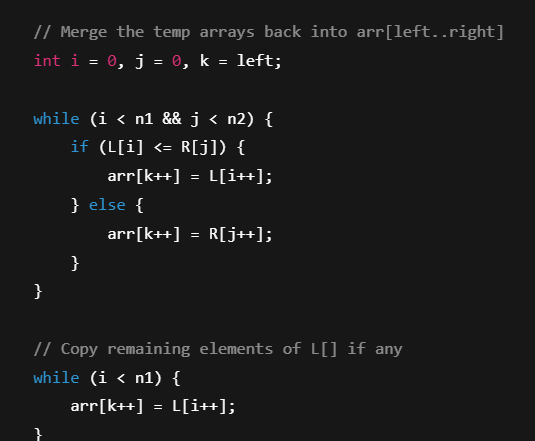 // Merge the temp arrays back into arr[left..right]
int i = 0, j = 0, k = left;
while (i < n1 && j < n2) {
if (L[i] <= R[j]) {
arr[k++] = L[i++];
} else {
arr[k++] = R[j++];
}
}
// Copy remaining elements of L[] if any
while (i < n1) {
arr[k++] = L[i++];
}